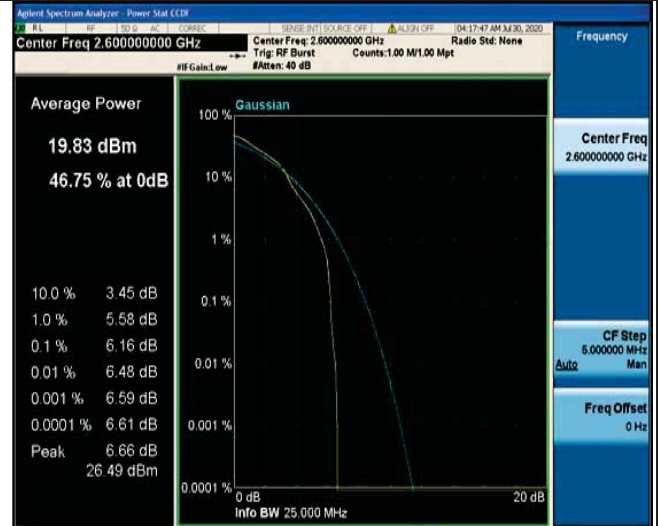 Agilent Spectrum Analyzer - Power Stat CCDF
RL RF 50 Ω AC CORREC SENSE:INT SOURCE OFF ALIGN OFF 04:17:47 AM Jul 30, 2020
Center Freq 2.600000000 GHz
Center Freq: 2.600000000 GHz Radio Std: None
Trig: RF Burst Counts:1.00 M/1.00 Mpt
#IFGain:Low #Atten: 40 dB
Frequency
Average Power
19.83 dBm
46.75 % at 0dB
10.0 % 3.45 dB
1.0 % 5.58 dB
0.1 % 6.16 dB
0.01 % 6.48 dB
0.001 % 6.59 dB
0.0001 % 6.61 dB
Peak 6.66 dB
26.49 dBm
Gaussian
100 %
10 %
1 %
0.1 %
0.01 %
0.001 %
0.0001 %
0 dB 20 dB
Info BW 25.000 MHz
Center Freq
2.600000000 GHz
CF Step
5.000000 MHz
Auto Man
Freq Offset
0 Hz